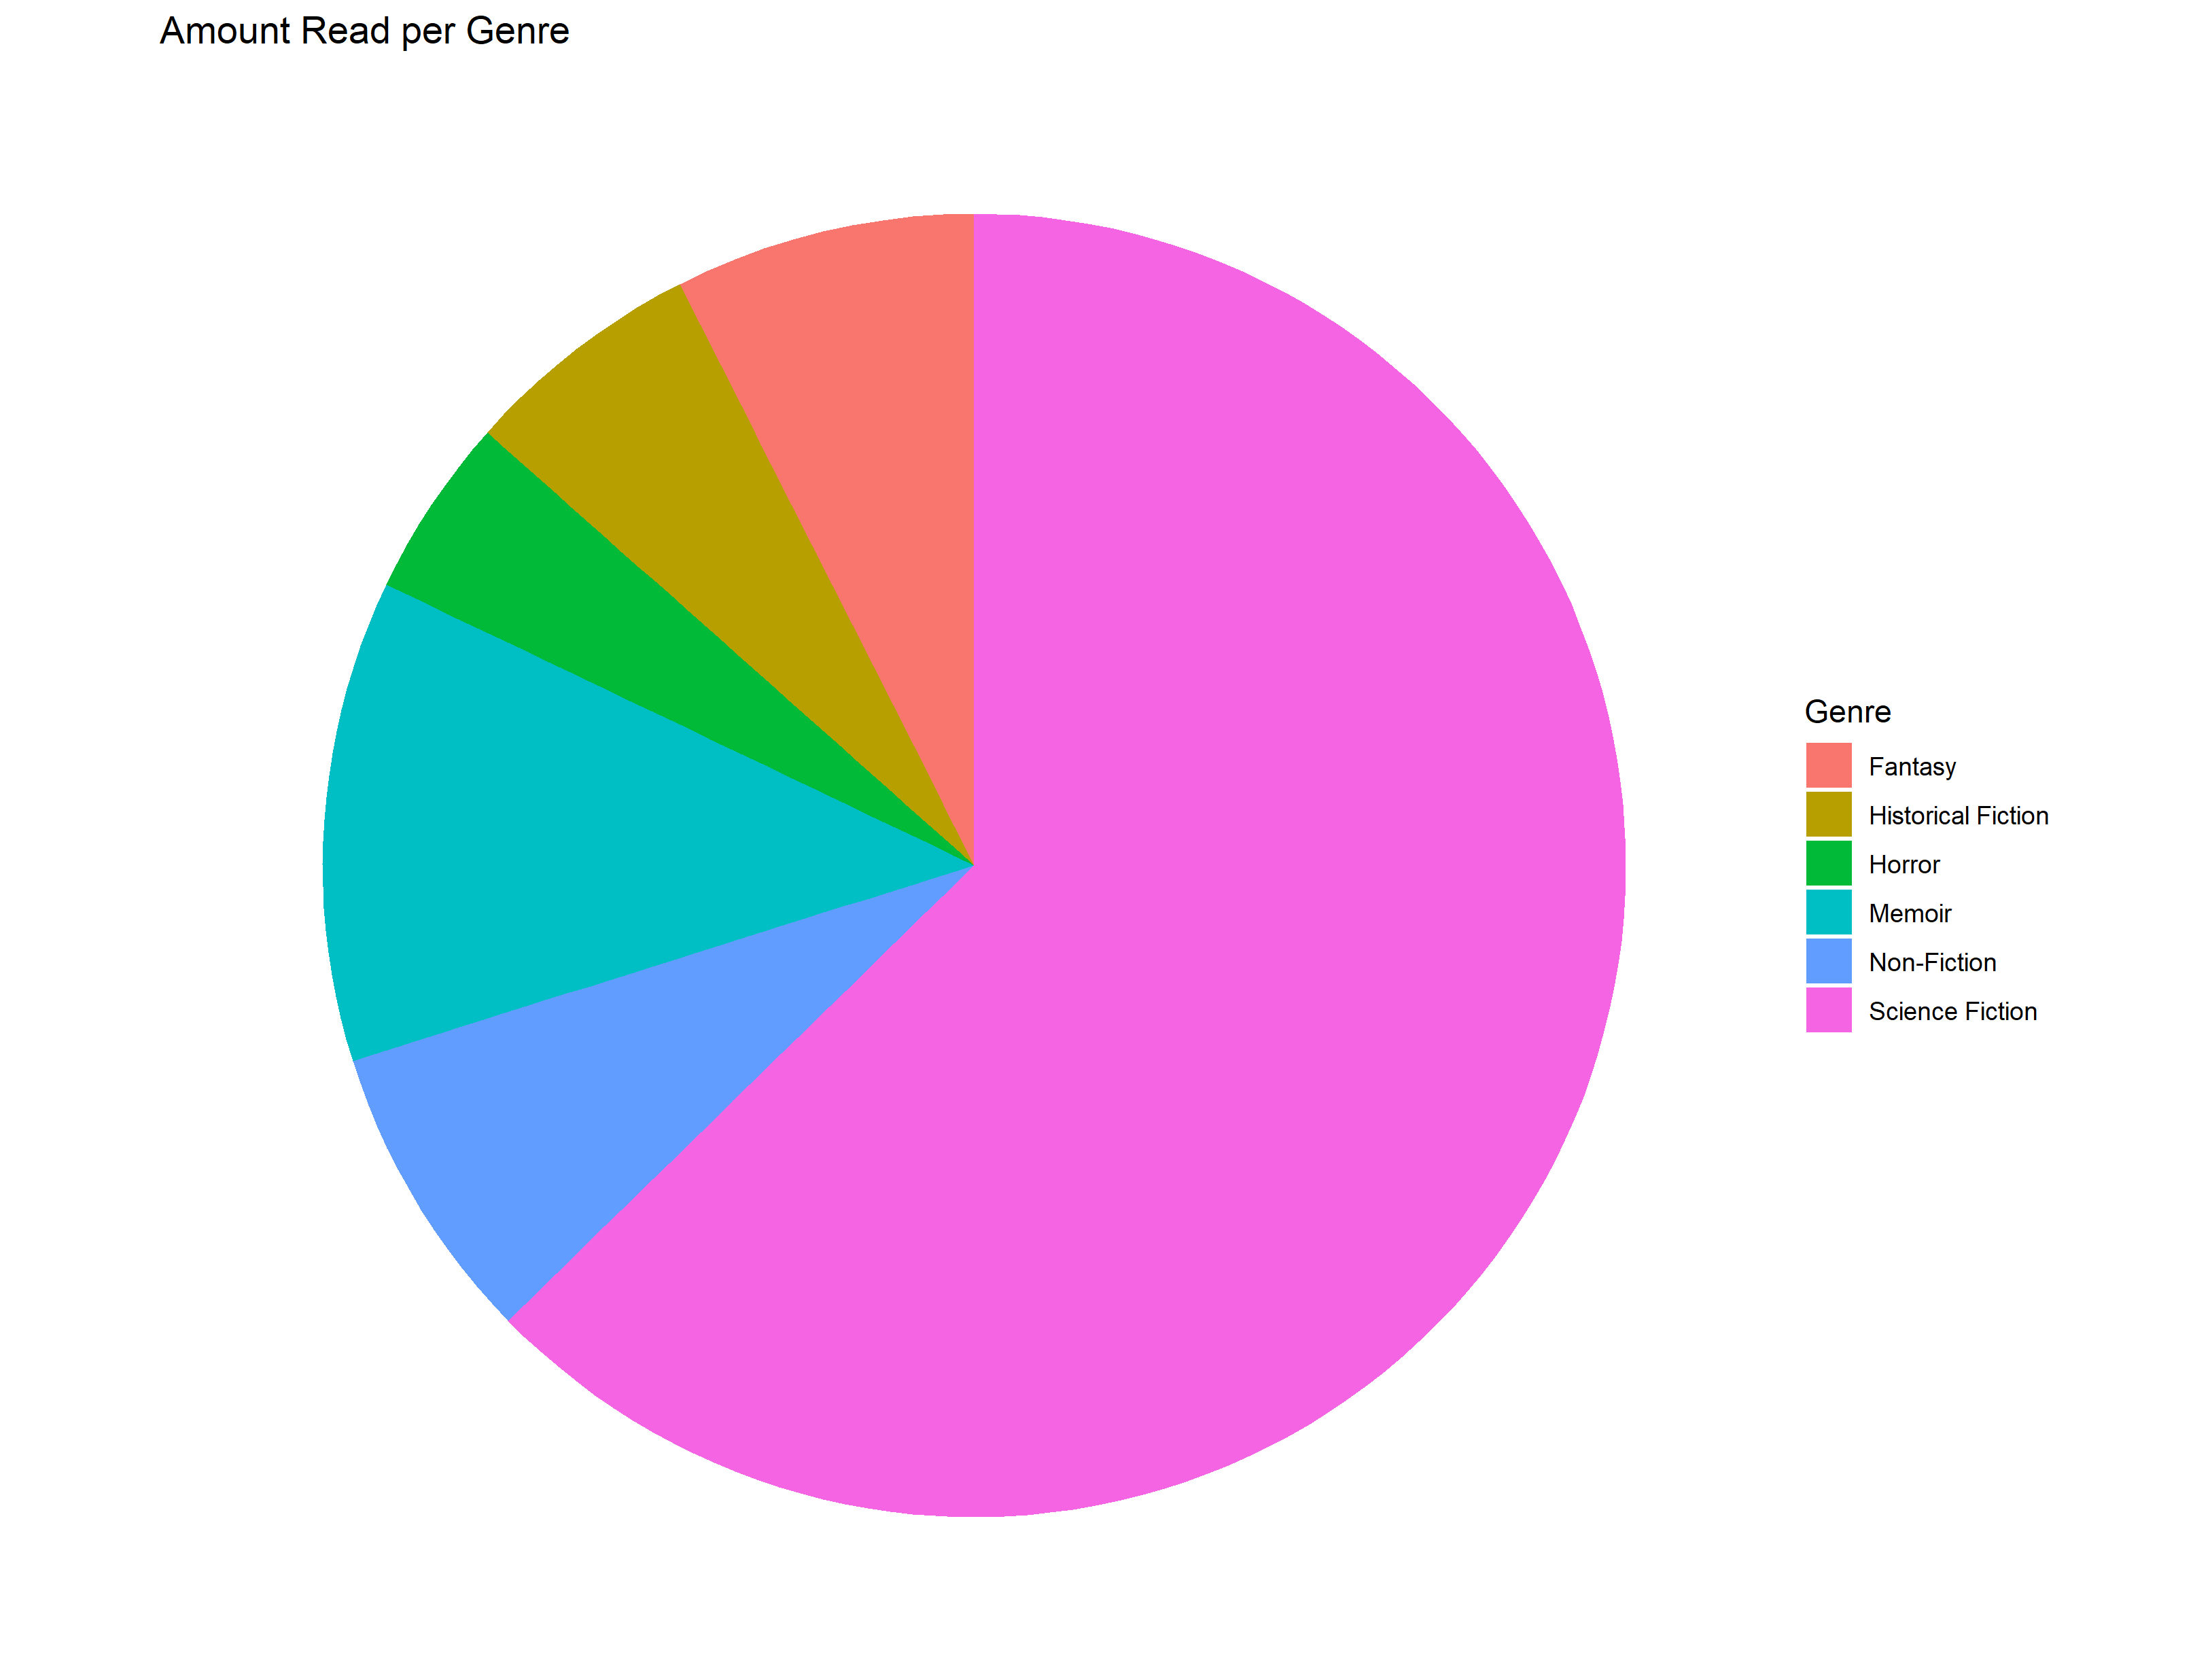 Amount Read per Genre
Genre
Fantasy
Historical Fiction
Horror
Memoir
Non-Fiction
Science Fiction